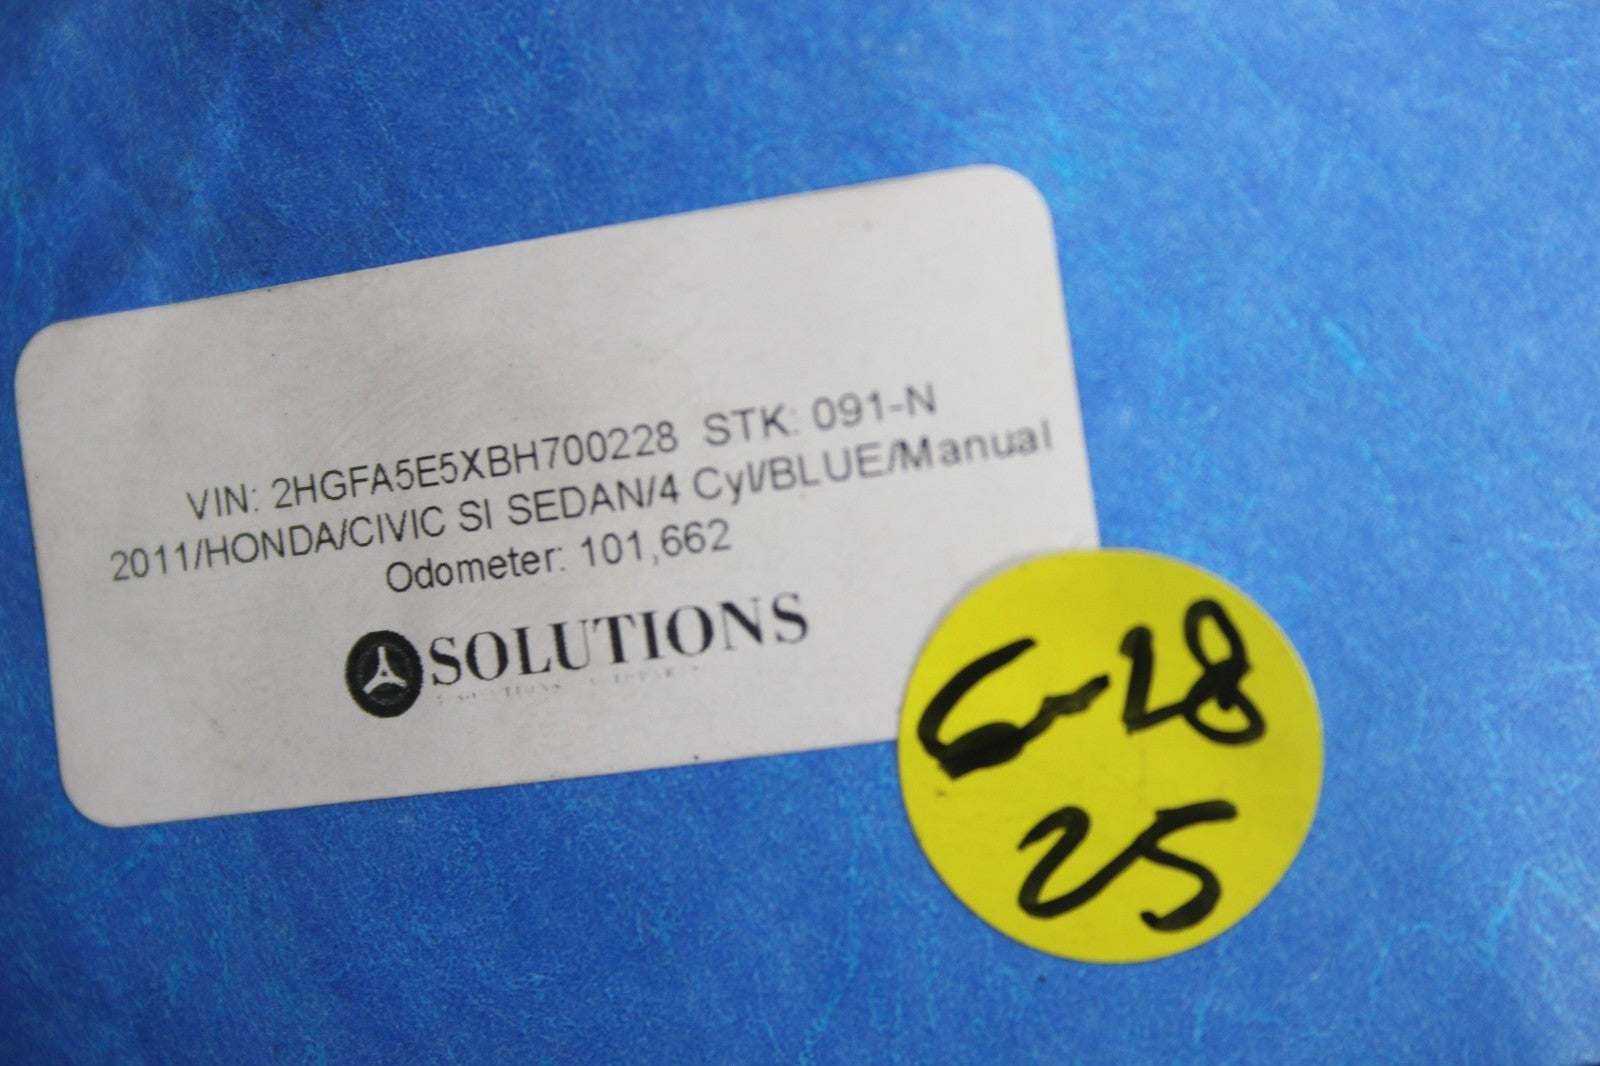 VIN: 2HGFA5E5XBH700228 STK: 091-N
2011/HONDA/CIVIC SI SEDAN/4 Cyl/BLUE/Manual
Odometer: 101,662
SOLUTIONS
6-28
25